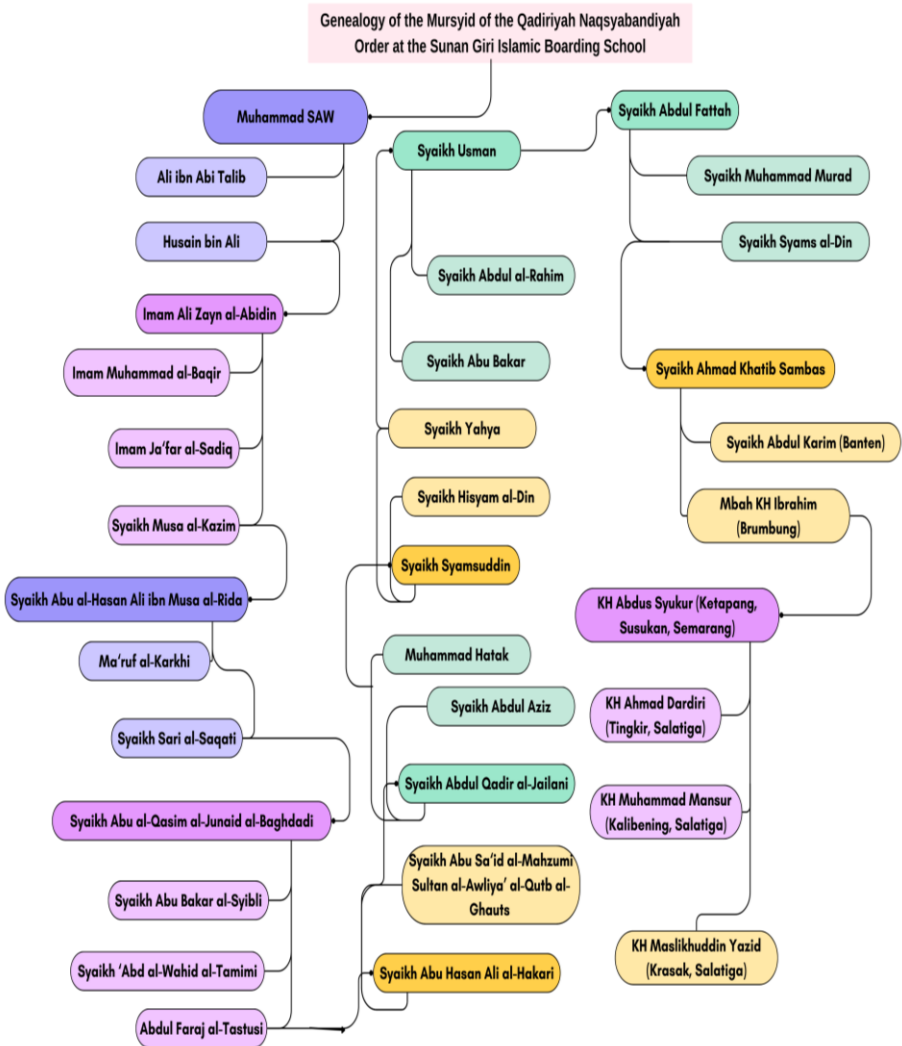 Genealogy of the Mursyid of the Qadiriyah Naqsyabandiyah
Order at the Sunan Giri Islamic Boarding School
Muhammad SAW
Ali ibn Abi Talib
Husain bin Ali
Imam Ali Zayn al-Abidin
Imam Muhammad al-Baqir
Imam Ja‘far al-Sadiq
Syaikh Musa al-Kazim
Syaikh Abu al-Hasan Ali ibn Musa al-Rida
Ma‘ruf al-Karkhi
Syaikh Sari al-Saqati
Syaikh Abu al-Qasim al-Junaid al-Baghdadi
Syaikh Abu Bakar al-Syibli
Syaikh ‘Abd al-Wahid al-Tamimi
Abdul Faraj al-Tastusi
Syaikh Usman
Syaikh Abdul al-Rahim
Syaikh Abu Bakar
Syaikh Yahya
Syaikh Hisyam al-Din
Syaikh Syamsuddin
Muhammad Hatak
Syaikh Abdul Aziz
Syaikh Abdul Qadir al-Jailani
Syaikh Abu Sa‘id al-Mahzumi
Sultan al-Awliya’ al-Qutb al-
Ghauts
Syaikh Abu Hasan Ali al-Hakari
Syaikh Abdul Fattah
Syaikh Muhammad Murad
Syaikh Syams al-Din
Syaikh Ahmad Khatib Sambas
Syaikh Abdul Karim (Banten)
Mbah KH Ibrahim
(Brumbung)
KH Abdus Syukur (Ketapang,
Susukan, Semarang)
KH Ahmad Dardiri
(Tingkir, Salatiga)
KH Muhammad Mansur
(Kalibening, Salatiga)
KH Maslikhuddin Yazid
(Krasak, Salatiga)